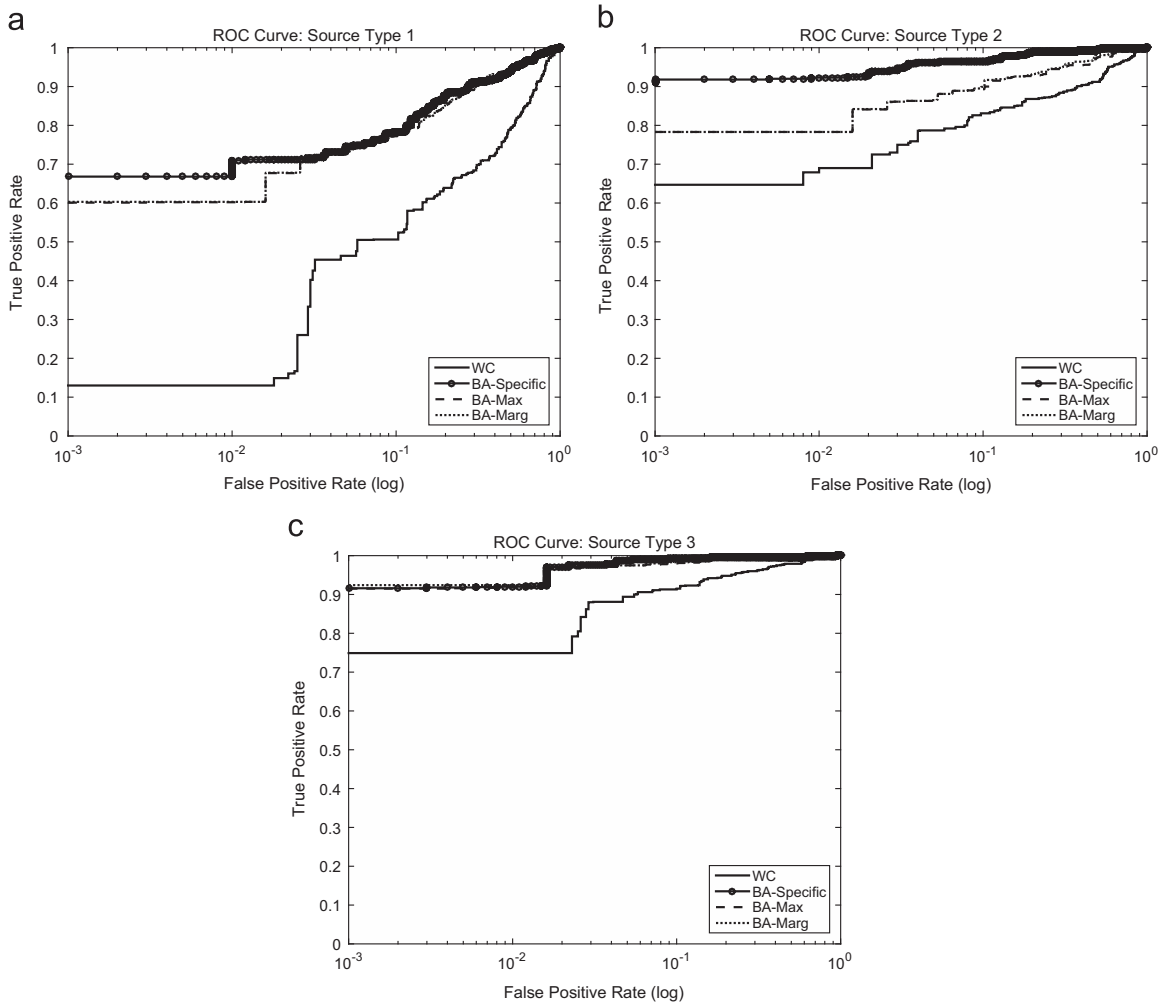 a
ROC Curve: Source Type 1
1
0.9
0.8
0.7
0.6
0.5
0.4
0.3
0.2
0.1
0
True Positive Rate
10^-3
10^-2
10^-1
10^0
False Positive Rate (log)
WC
BA-Specific
BA-Max
BA-Marg
b
ROC Curve: Source Type 2
1
0.9
0.8
0.7
0.6
0.5
0.4
0.3
0.2
0.1
0
True Positive Rate
10^-3
10^-2
10^-1
10^0
False Positive Rate (log)
WC
BA-Specific
BA-Max
BA-Marg
c
ROC Curve: Source Type 3
1
0.9
0.8
0.7
0.6
0.5
0.4
0.3
0.2
0.1
0
True Positive Rate
10^-3
10^-2
10^-1
10^0
False Positive Rate (log)
WC
BA-Specific
BA-Max
BA-Marg